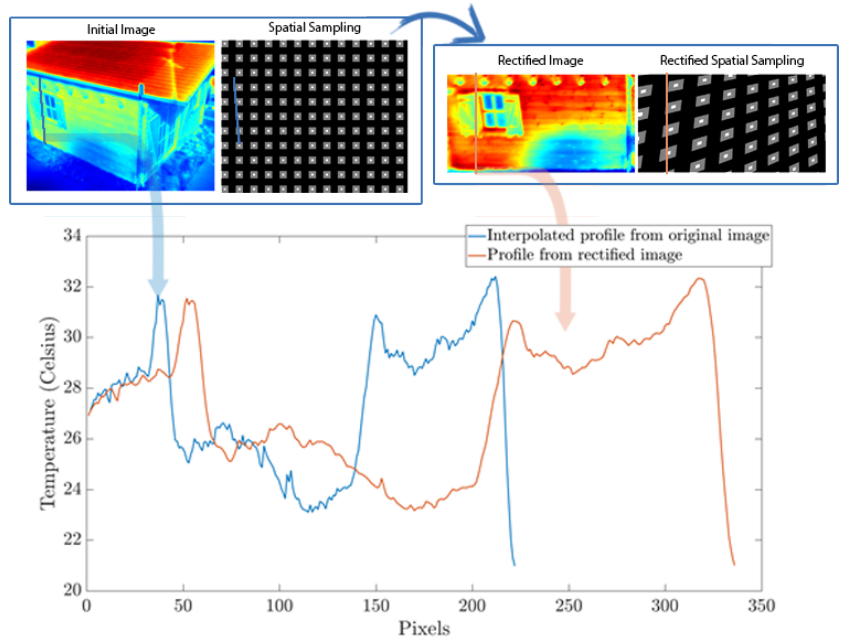 Initial Image
Spatial Sampling
Rectified Image
Rectified Spatial Sampling
Interpolated profile from original image
Profile from rectified image
34
32
30
28
26
24
22
20
Temperature (Celsius)
0
50
100
150
200
250
300
350
Pixels